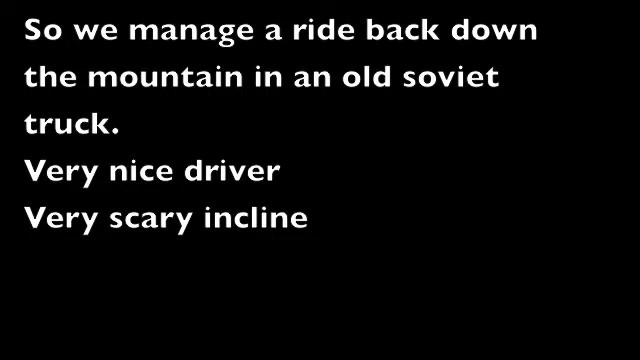 So we manage a ride back down
the mountain in an old soviet
truck.
Very nice driver
Very scary incline